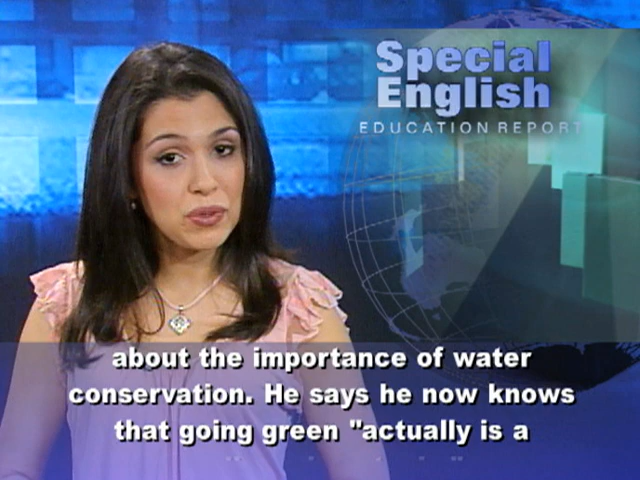 Special
English
EDUCATION REPORT
about the importance of water
conservation. He says he now knows
that going green "actually is a